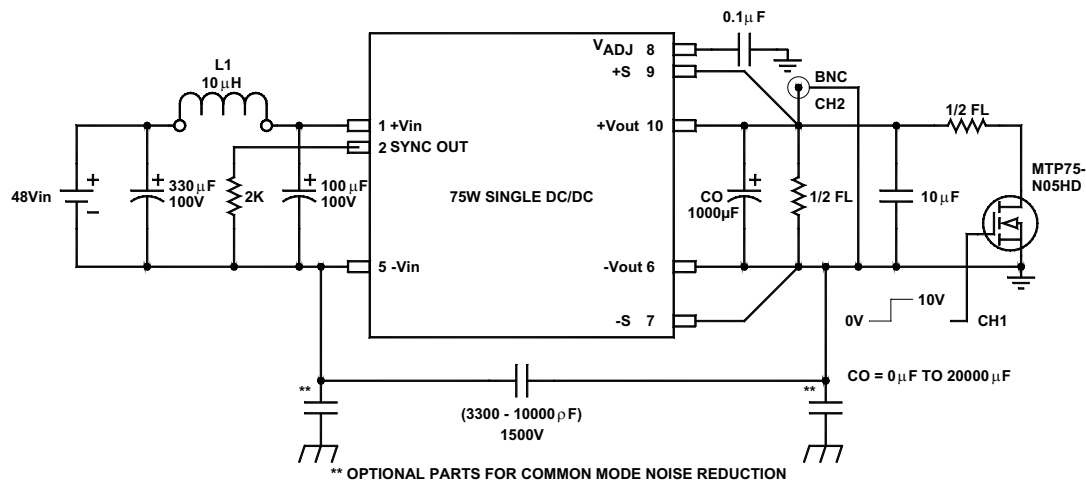 0.1μF
VADJ 8
+S 9
BNC
CH2
L1
10μH
1/2 FL
1 +Vin
+Vout 10
2 SYNC OUT
MTP75-
N05HD
48Vin
+
−
+
330μF
100V
2K
+
100μF
100V
75W SINGLE DC/DC
+
CO
1000μF
1/2 FL
10μF
5 -Vin
-Vout 6
-S 7
0V
10V
CH1
CO = 0μF TO 20000μF
**
**
(3300 - 10000ρF)
1500V
** OPTIONAL PARTS FOR COMMON MODE NOISE REDUCTION